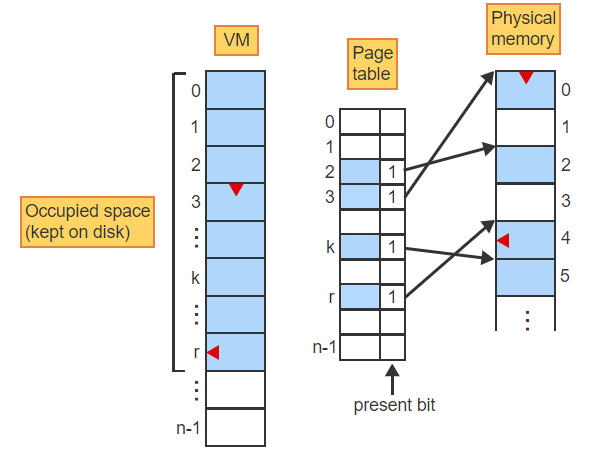 VM
0
1
2
3
⋮
k
⋮
r
⋮
n-1
Occupied space
(kept on disk)
Page
table
0
1
2 1
3 1
k 1
r 1
n-1
present bit
Physical
memory
0
1
2
3
4
5
⋮